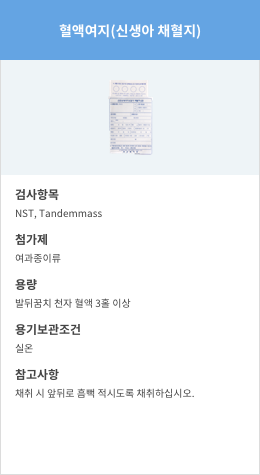 혈액여지(신생아 채혈지)
검사항목
NST, Tandemmass
첨가제
여과종이류
용량
발뒤꿈치 천자 혈액 3홀 이상
용기보관조건
실온
참고사항
채취 시 앞뒤로 흠뻑 적시도록 채취하십시오.